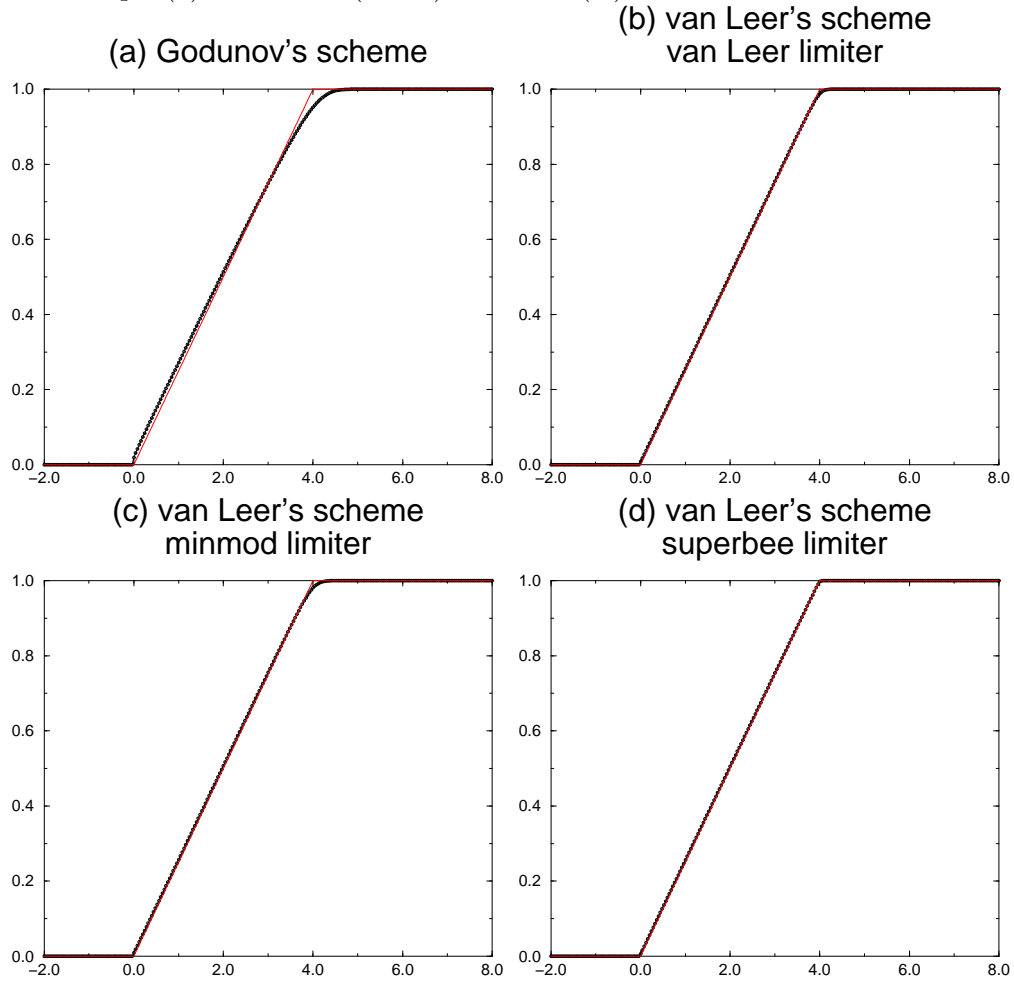 (a) Godunov's scheme
1.0
0.8
0.6
0.4
0.2
0.0
−2.0 0.0 2.0 4.0 6.0 8.0
(b) van Leer's scheme
van Leer limiter
1.0
0.8
0.6
0.4
0.2
0.0
−2.0 0.0 2.0 4.0 6.0 8.0
(c) van Leer's scheme
minmod limiter
1.0
0.8
0.6
0.4
0.2
0.0
−2.0 0.0 2.0 4.0 6.0 8.0
(d) van Leer's scheme
superbee limiter
1.0
0.8
0.6
0.4
0.2
0.0
−2.0 0.0 2.0 4.0 6.0 8.0